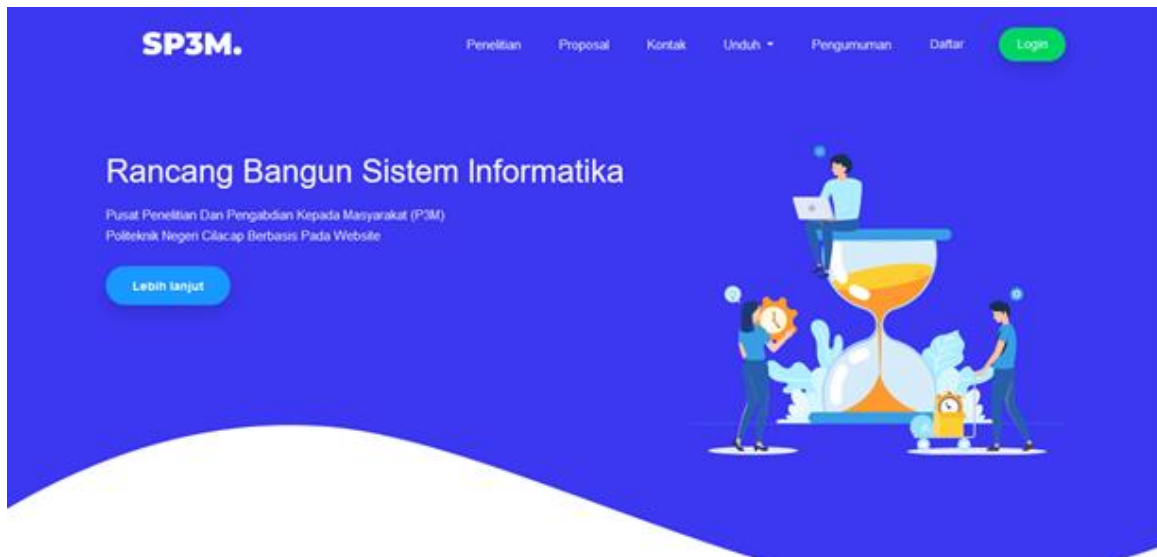 SP3M.
Penelitian Proposal Kontak Unduh Pengumuman Daftar Login
Rancang Bangun Sistem Informatika
Pusat Penelitian Dan Pengabdian Kepada Masyarakat (P3M)
Politeknik Negeri Cilacap Berbasis Pada Website
Lebih lanjut